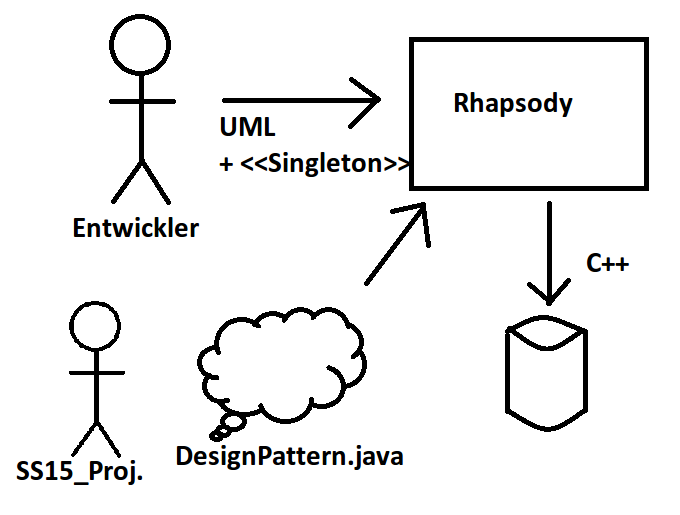 Rhapsody
UML
+ <<Singleton>>
Entwickler
C++
DesignPattern.java
SS15_Proj.